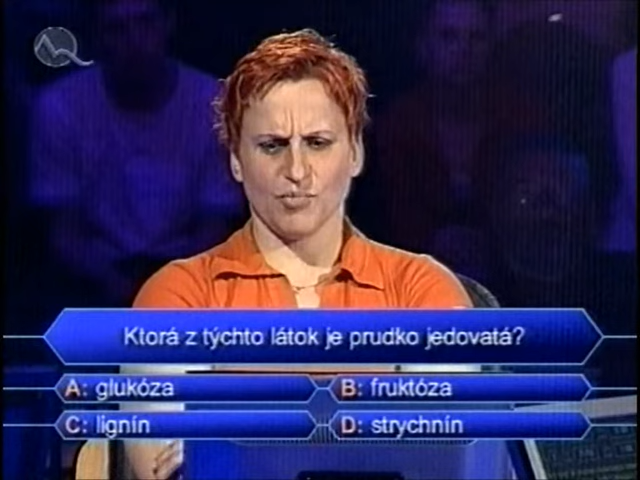 Ktorá z týchto látok je prudko jedovatá?
A: glukóza
B: fruktóza
C: lignín
D: strychnín